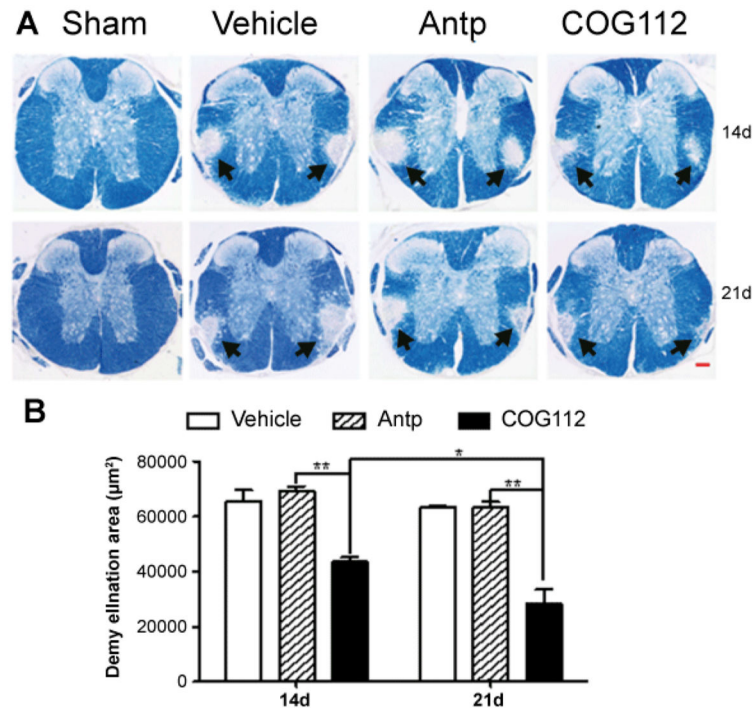 A Sham Vehicle Antp COG112
14d
21d
B
Vehicle Antp COG112
Demy ellnation area (µm²)
80000
60000
40000
20000
0
** * **
14d 21d